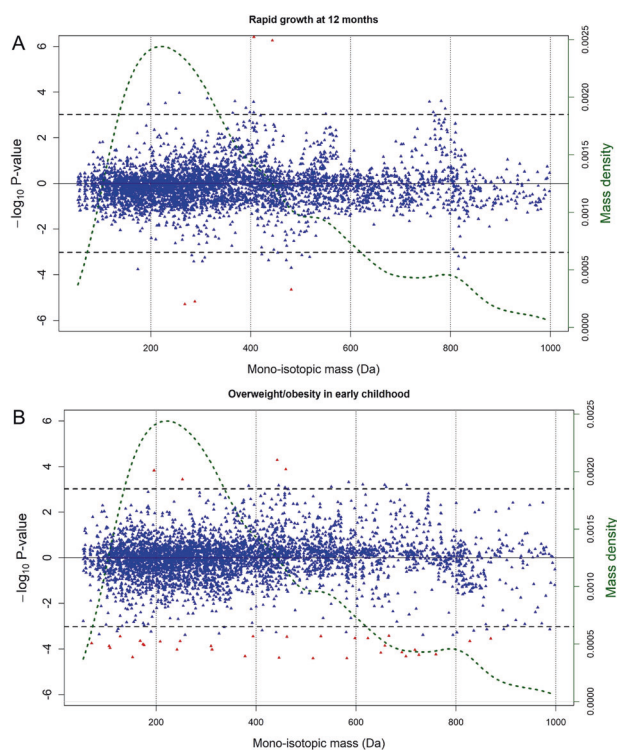 Rapid growth at 12 months
A
6
4
2
0
-2
-4
-6
−log10 P-value
0.0025
0.0020
0.0015
0.0010
0.0005
0.0000
Mass density
200 400 600 800 1000
Mono-isotopic mass (Da)
Overweight/obesity in early childhood
B
6
4
2
0
-2
-4
-6
−log10 P-value
0.0025
0.0020
0.0015
0.0010
0.0005
0.0000
Mass density
200 400 600 800 1000
Mono-isotopic mass (Da)